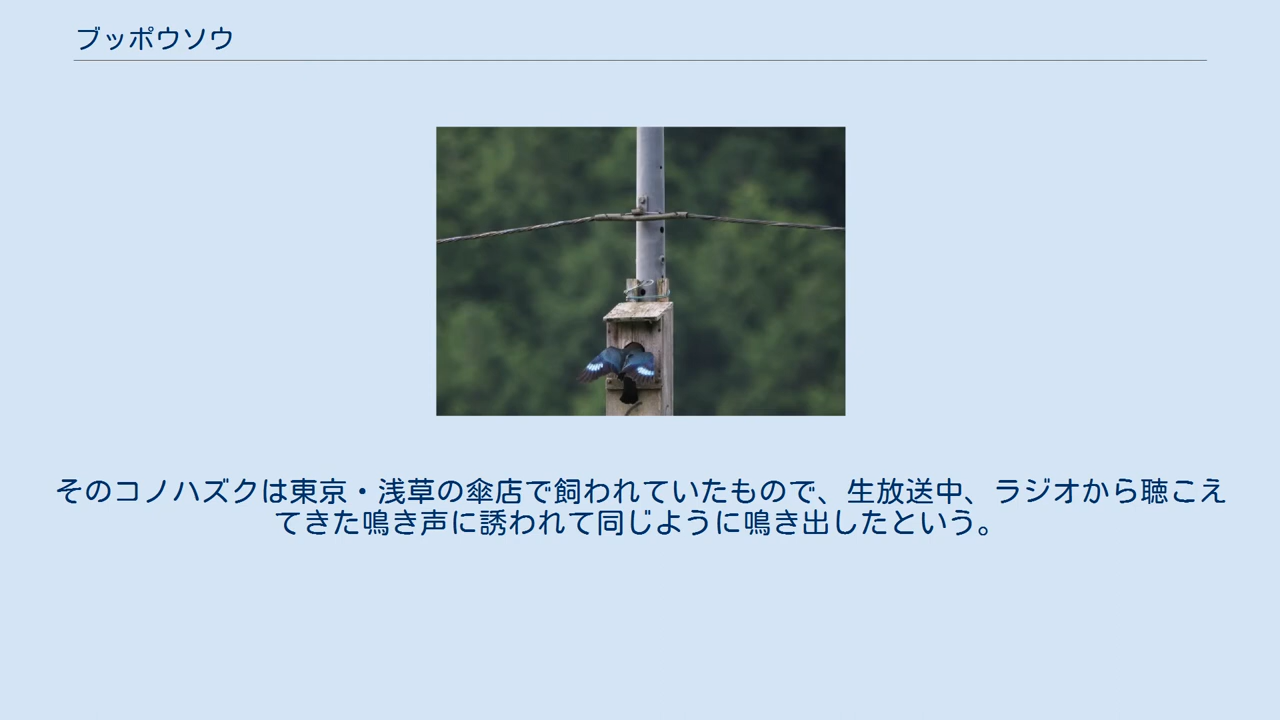 ブッポウソウ
そのコノハズクは東京・浅草の傘店で飼われていたもので、生放送中、ラジオから聴こえ
てきた鳴き声に誘われて同じように鳴き出したという。